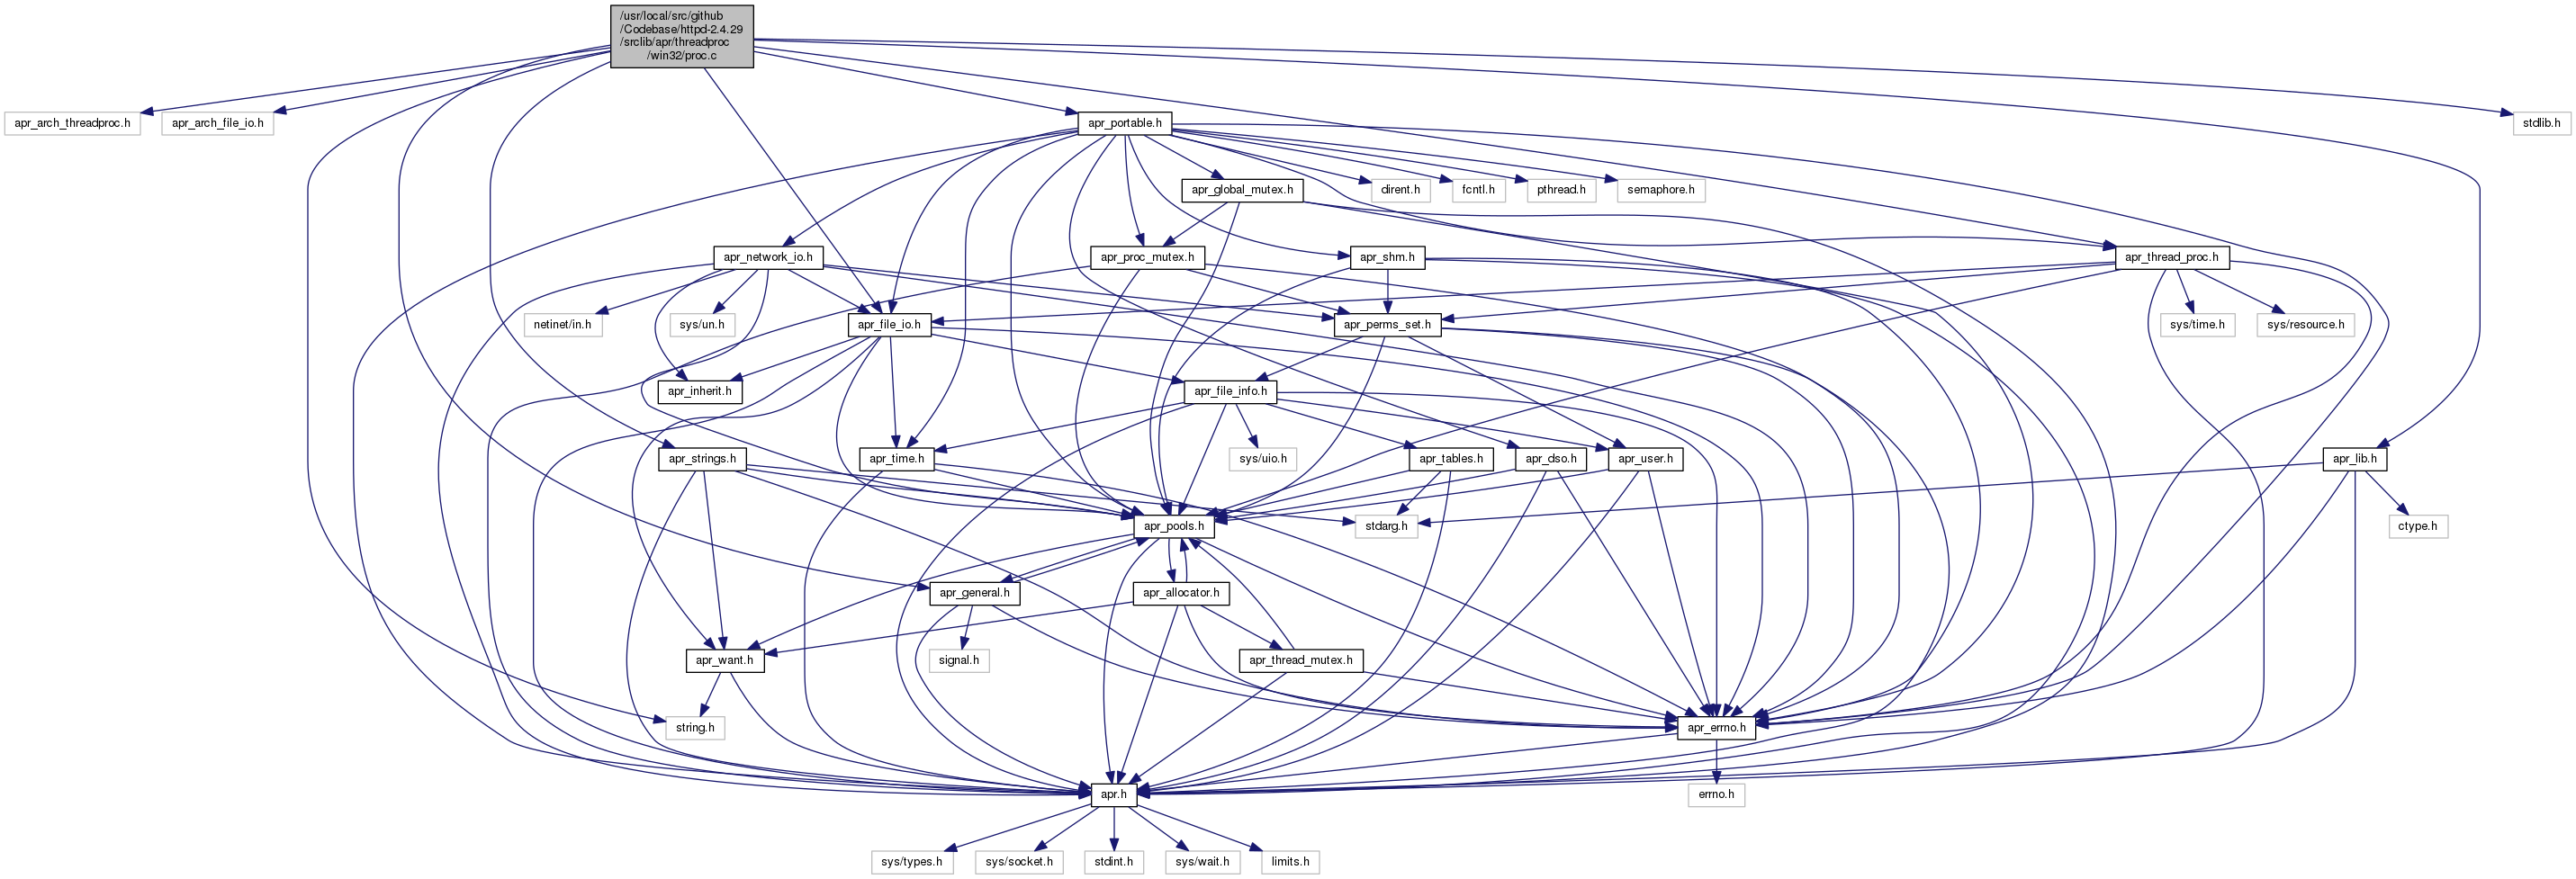 /usr/local/src/github
/Codebase/httpd-2.4.29
/srclib/apr/threadproc
/win32/proc.c
apr_arch_threadproc.h
apr_arch_file_io.h
apr_portable.h
stdlib.h
apr_global_mutex.h
dirent.h
fcntl.h
pthread.h
semaphore.h
apr_network_io.h
apr_proc_mutex.h
apr_shm.h
apr_thread_proc.h
netinet/in.h
sys/un.h
apr_file_io.h
apr_perms_set.h
sys/time.h
sys/resource.h
apr_inherit.h
apr_file_info.h
apr_strings.h
apr_time.h
sys/uio.h
apr_tables.h
apr_dso.h
apr_user.h
apr_lib.h
apr_pools.h
stdarg.h
ctype.h
apr_general.h
apr_allocator.h
apr_want.h
signal.h
apr_thread_mutex.h
string.h
apr_errno.h
apr.h
errno.h
sys/types.h
sys/socket.h
stdint.h
sys/wait.h
limits.h